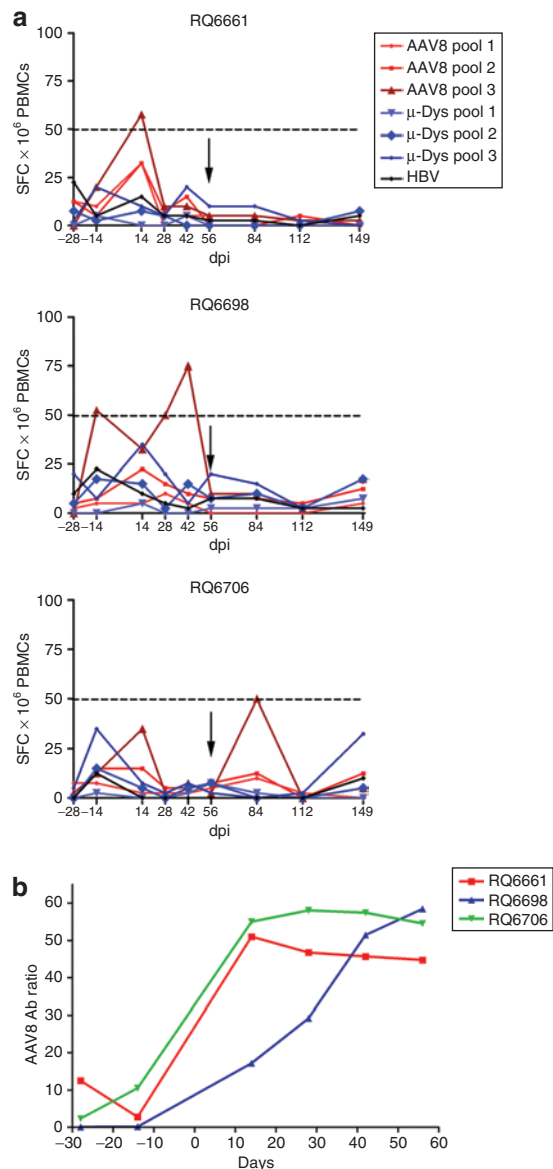 a
RQ6661
100
75
50
25
0
SFC × 10⁶ PBMCs
−28 −14 14 28 42 56 84 112 149
dpi
AAV8 pool 1
AAV8 pool 2
AAV8 pool 3
μ-Dys pool 1
μ-Dys pool 2
μ-Dys pool 3
HBV
RQ6698
100
75
50
25
0
SFC × 10⁶ PBMCs
−28 −14 14 28 42 56 84 112 149
dpi
RQ6706
100
75
50
25
0
SFC × 10⁶ PBMCs
−28 −14 14 28 42 56 84 112 149
dpi
b
RQ6661
RQ6698
RQ6706
60
50
40
30
20
10
0
AAV8 Ab ratio
−30 −20 −10 0 10 20 30 40 50 60
Days